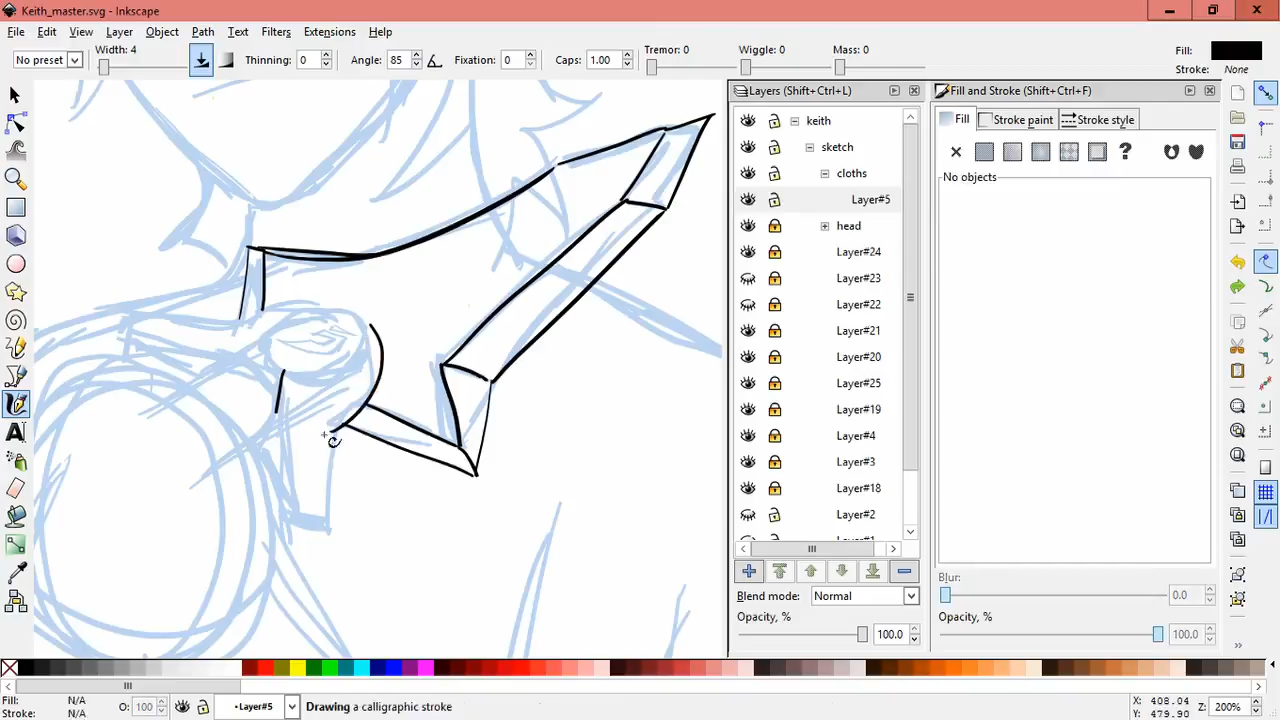 Keith_master.svg - Inkscape
File Edit View Layer Object Path Text Filters Extensions Help
No preset Width: 4 Thinning: 0 Angle: 85 Fixation: 0 Caps: 1.00 Tremor: 0 Wiggle: 0 Mass: 0 Fill:
Stroke: None
Layers (Shift+Ctrl+L) Fill and Stroke (Shift+Ctrl+F)
keith Fill Stroke paint Stroke style
sketch
cloths
No objects
Layer#5
head
Layer#24
Layer#23
Layer#22
Layer#21
Layer#20
Layer#25
Layer#19
Layer#4
Layer#3
Layer#18
Layer#2
Blend mode: Normal
Blur:
0.0
Opacity, % 100.0
Opacity, % 100.0
Fill: N/A
Stroke: N/A
O: 100 •Layer#5 Drawing a calligraphic stroke
X: 408.04
Y: 479.90
Z: 200%